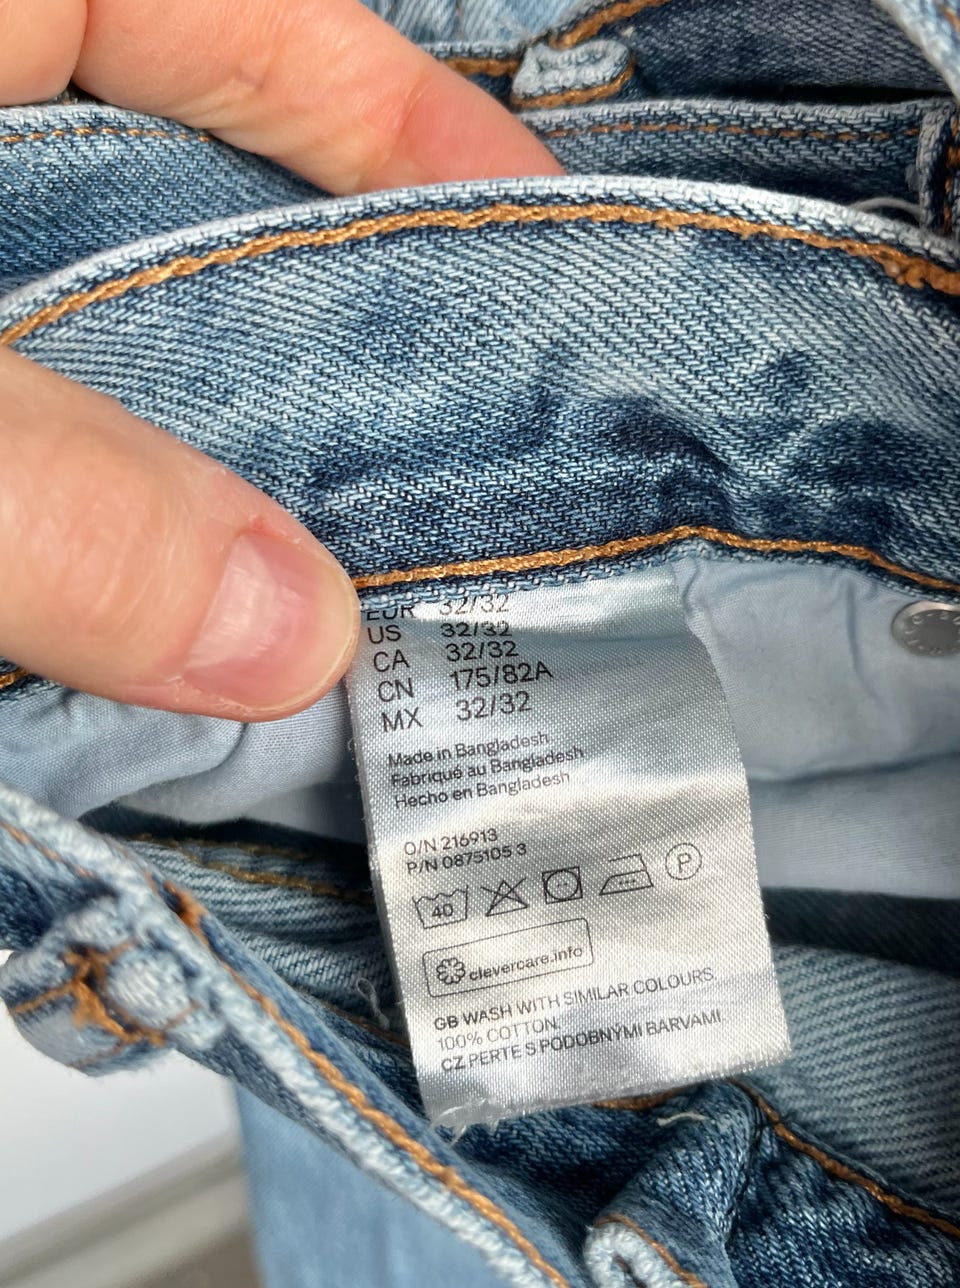 EUR 32/32
US 32/32
CA 32/32
CN 175/82A
MX 32/32
Made in Bangladesh
Fabriqué au Bangladesh
Hecho en Bangladesh
O/N 216913
P/N 0875105 3
40
P
clevercare.info
GB WASH WITH SIMILAR COLOURS.
100% COTTON.
CZ PERTE S PODOBNÝMI BARVAMI.